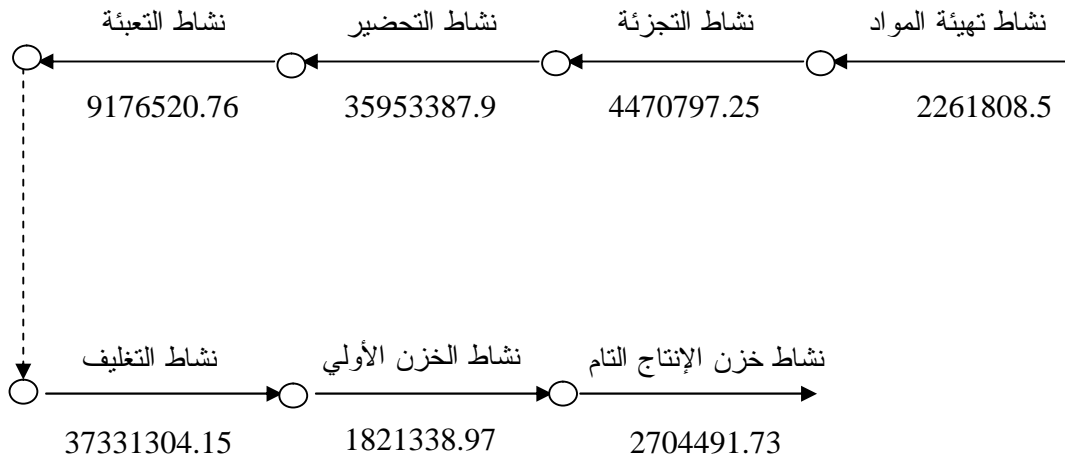 نشاط تهيئة المواد
نشاط التجزئة
نشاط التحضير
نشاط التعبئة
2261808.5
4470797.25
35953387.9
9176520.76
نشاط التغليف
نشاط الخزن الأولي
نشاط خزن الإنتاج التام
37331304.15
1821338.97
2704491.73